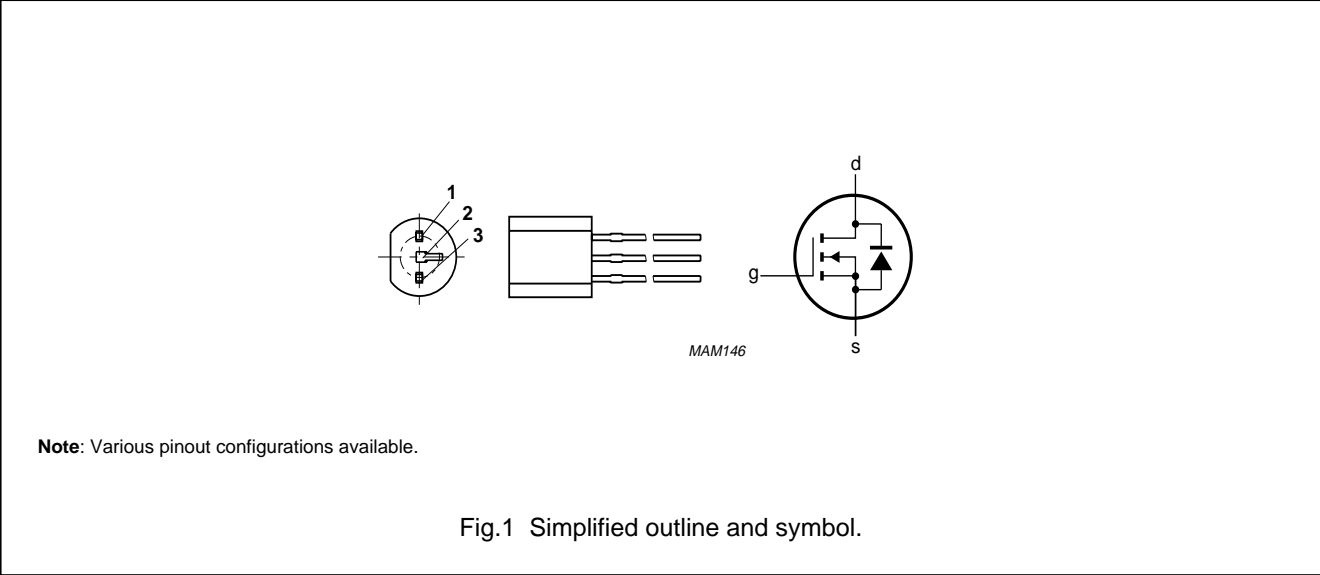 1
2
3
d
g
s
MAM146
Note: Various pinout configurations available.
Fig.1 Simplified outline and symbol.